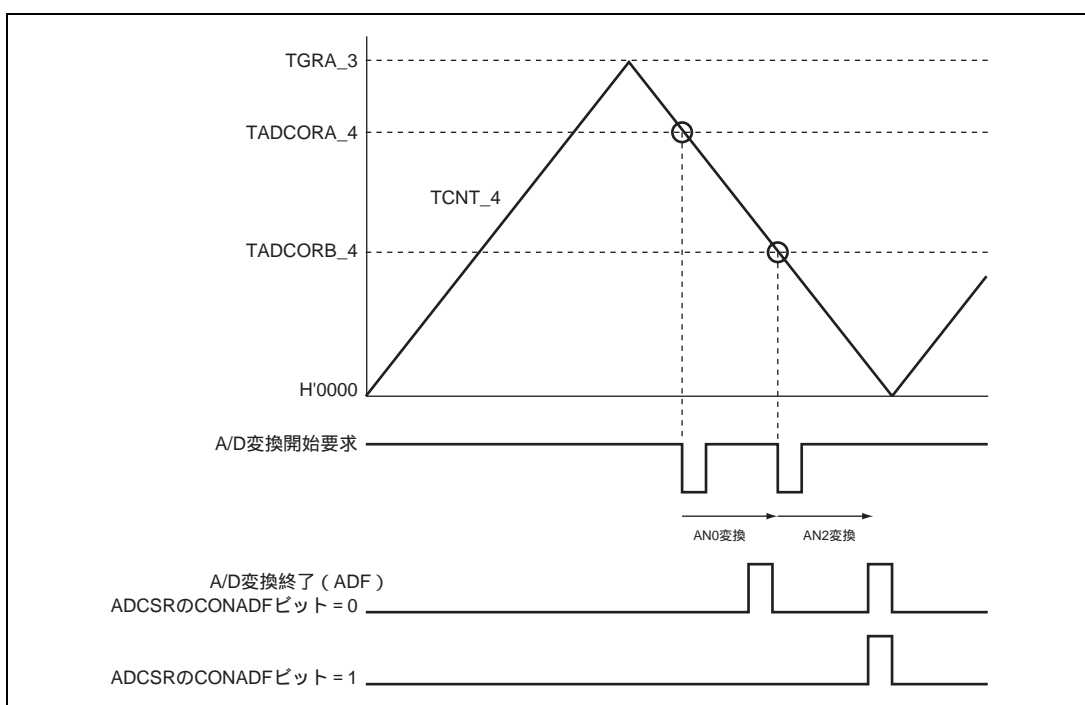 TGRA_3
TADCORA_4
TCNT_4
TADCORB_4
H'0000
A/D変換開始要求
AN0変換
AN2変換
A/D変換終了（ADF）
ADCSRのCONADFビット = 0
ADCSRのCONADFビット = 1